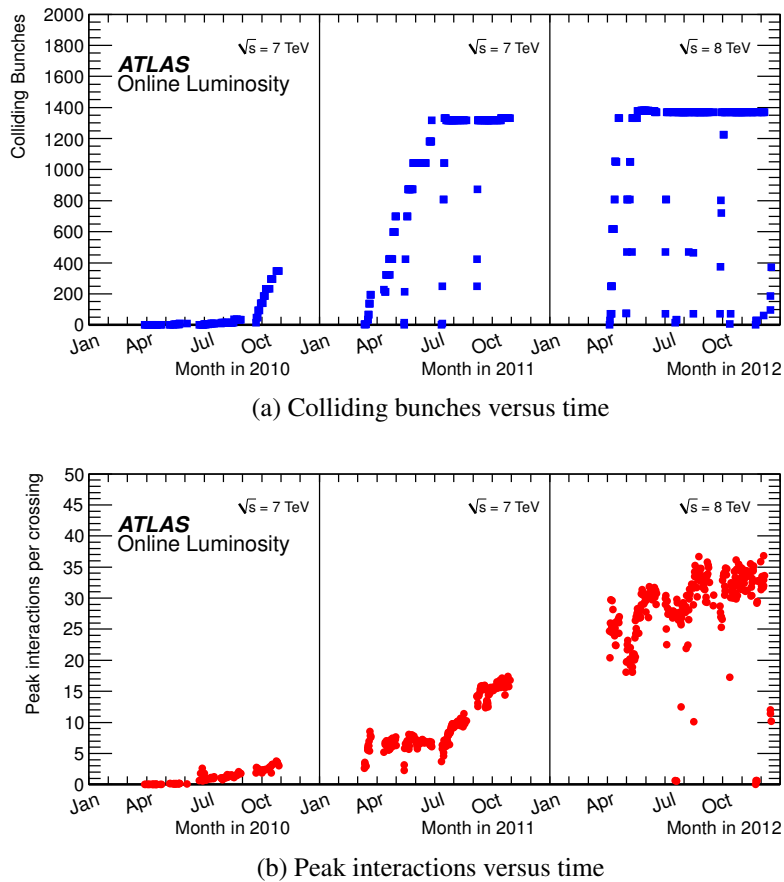 Colliding Bunches
2000
1800
1600
1400
1200
1000
800
600
400
200
0
ATLAS
Online Luminosity
√s = 7 TeV
√s = 7 TeV
√s = 8 TeV
Jan Apr Jul Oct Jan Apr Jul Oct Jan Apr Jul Oct
Month in 2010 Month in 2011 Month in 2012
(a) Colliding bunches versus time
Peak interactions per crossing
50
45
40
35
30
25
20
15
10
5
0
ATLAS
Online Luminosity
√s = 7 TeV
√s = 7 TeV
√s = 8 TeV
Jan Apr Jul Oct Jan Apr Jul Oct Jan Apr Jul Oct
Month in 2010 Month in 2011 Month in 2012
(b) Peak interactions versus time